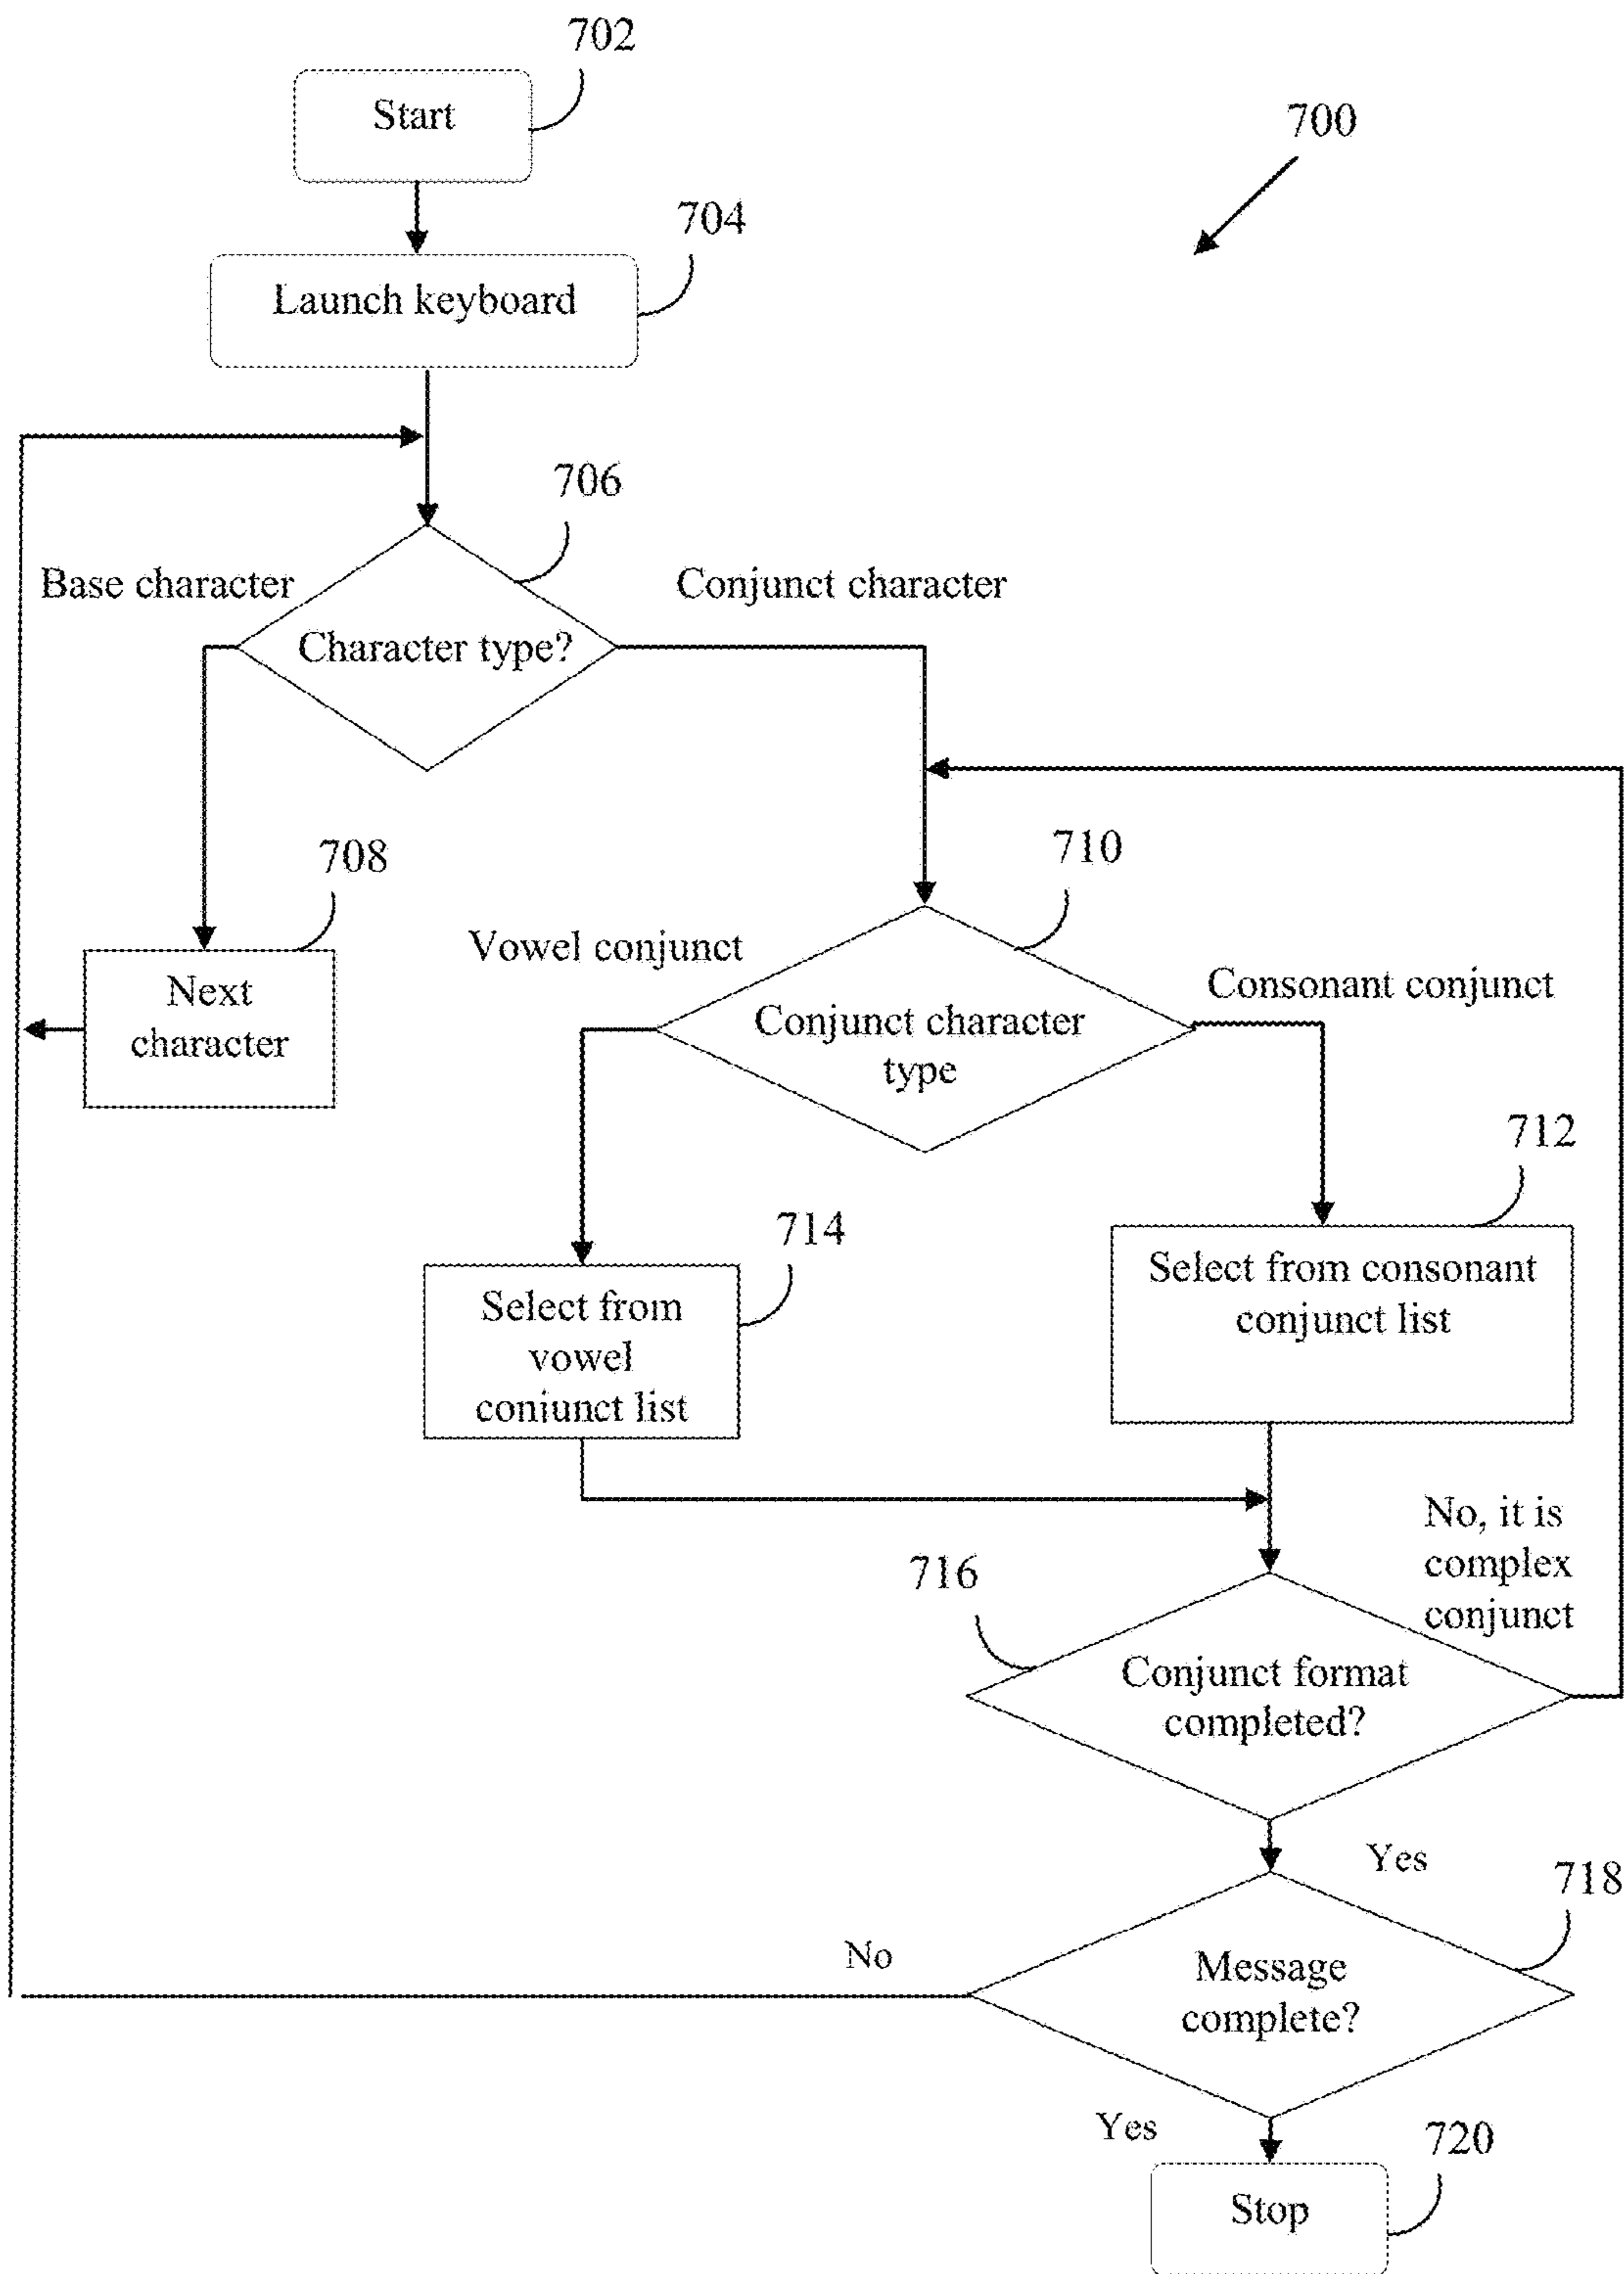 702
Start
700
704
Launch keyboard
706
Base character
Conjunct character
Character type?
708
710
Vowel conjunct
Next
character
Consonant conjunct
Conjunct character
type
712
714
Select from
vowel
conjunct list
Select from consonant
conjunct list
No, it is
complex
conjunct
716
Conjunct format
completed?
Yes
718
No
Message
complete?
Yes
720
Stop